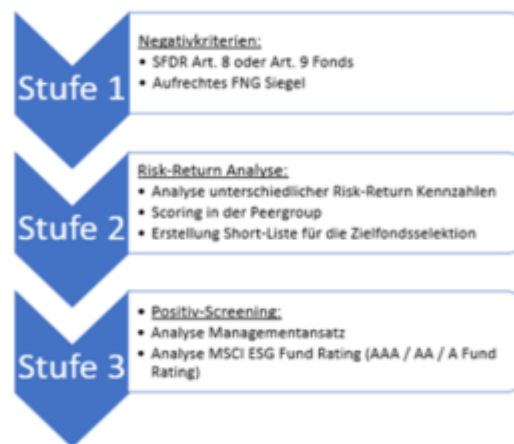 Stufe 1
Negativkriterien:
• SFDR Art. 8 oder Art. 9 Fonds
• Aufrechtes FNG Siegel
Stufe 2
Risk-Return Analyse:
• Analyse unterschiedlicher Risk-Return Kennzahlen
• Scoring in der Peergroup
• Erstellung Short-Liste für die Zielfondsselektion
Stufe 3
• Positiv-Screening:
• Analyse Managementansatz
• Analyse MSCI ESG Fund Rating (AAA / AA / A Fund
Rating)